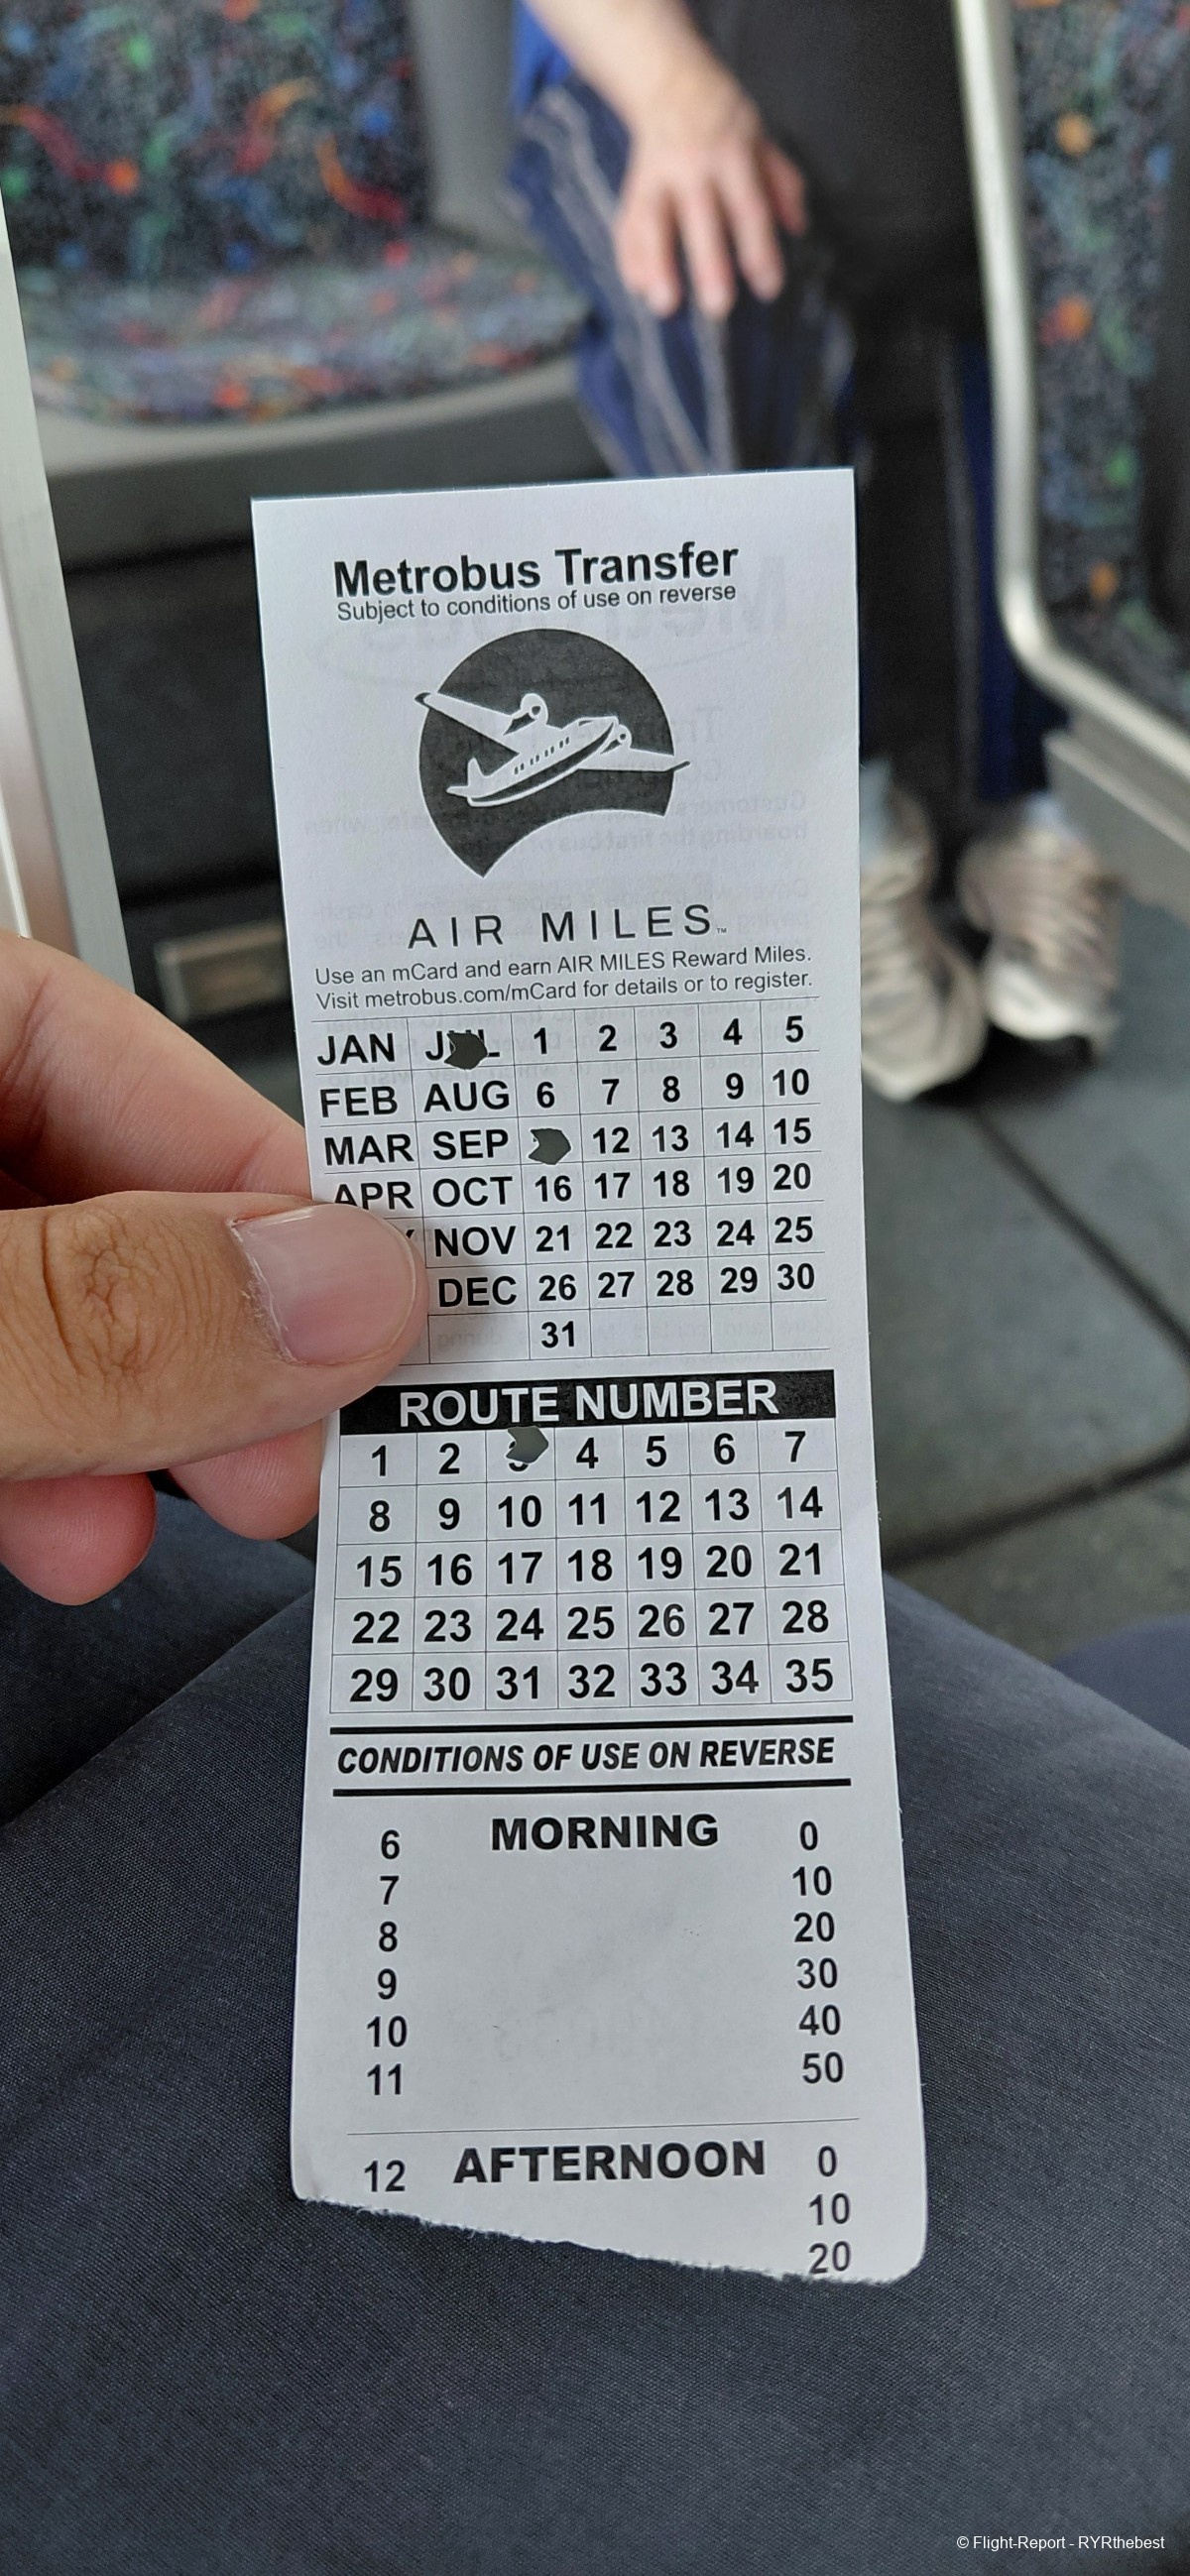 Metrobus Transfer
Subject to conditions of use on reverse
AIR MILES™
Use an mCard and earn AIR MILES Reward Miles.
Visit metrobus.com/mCard for details or to register.
JAN 1 2 3 4 5
FEB AUG 6 7 8 9 10
MAR SEP 12 13 14 15
APR OCT 16 17 18 19 20
NOV 21 22 23 24 25
DEC 26 27 28 29 30
31
ROUTE NUMBER
1 2 4 5 6 7
8 9 10 11 12 13 14
15 16 17 18 19 20 21
22 23 24 25 26 27 28
29 30 31 32 33 34 35
CONDITIONS OF USE ON REVERSE
6 MORNING 0
7 10
8 20
9 30
10 40
11 50
12 AFTERNOON 0
10
20
© Flight-Report - RYRthebest